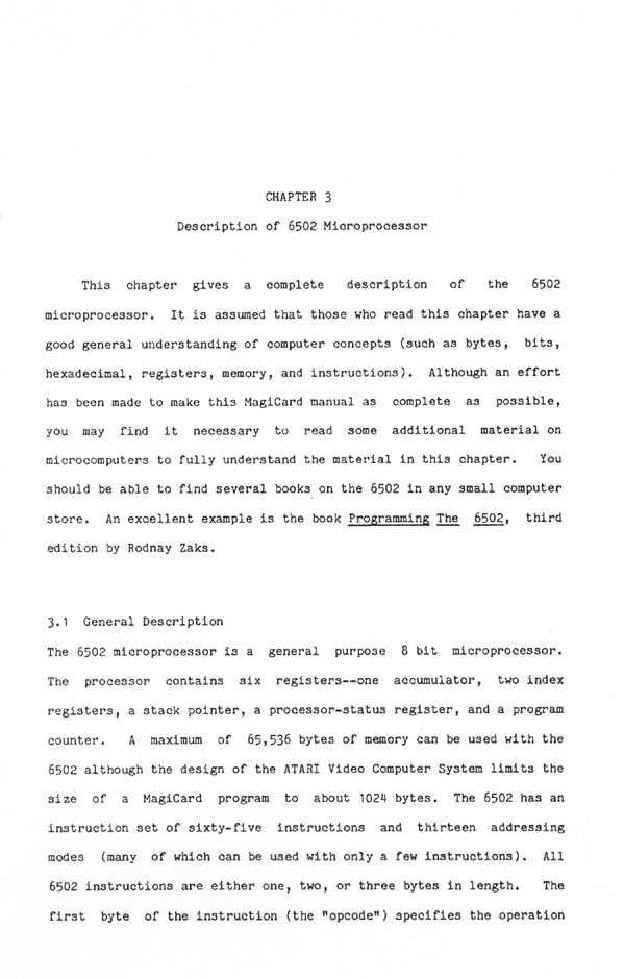 CHAPTER 3
Description of 6502 Microprocessor
This chapter gives a complete description of the 6502
microprocessor. It is assumed that those who read this chapter have a
good general understanding of computer concepts (such as bytes, bits,
hexadecimal, registers, memory, and instructions). Although an effort
has been made to make this MagiCard manual as complete as possible,
you may find it necessary to read some additional material on
microcomputers to fully understand the material in this chapter. You
should be able to find several books on the 6502 in any small computer
store. An excellent example is the book Programming The 6502, third
edition by Rodnay Zaks.
3.1 General Description
The 6502 microprocessor is a general purpose 8 bit microprocessor.
The processor contains six registers--one accumulator, two index
registers, a stack pointer, a processor-status register, and a program
counter. A maximum of 65,536 bytes of memory can be used with the
6502 although the design of the ATARI Video Computer System limits the
size of a MagiCard program to about 1024 bytes. The 6502 has an
instruction set of sixty-five instructions and thirteen addressing
modes (many of which can be used with only a few instructions). All
6502 instructions are either one, two, or three bytes in length. The
first byte of the instruction (the "opcode") specifies the operation